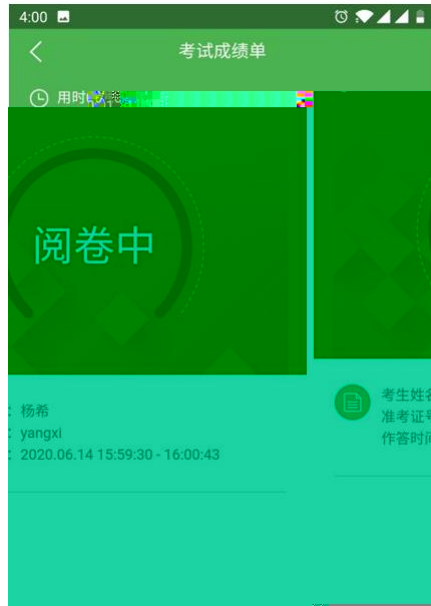 4:00
考试成绩单
用时
阅卷中
: 杨希
: yangxi
: 2020.06.14 15:59:30 - 16:00:43
考生姓名
准考证号
作答时间